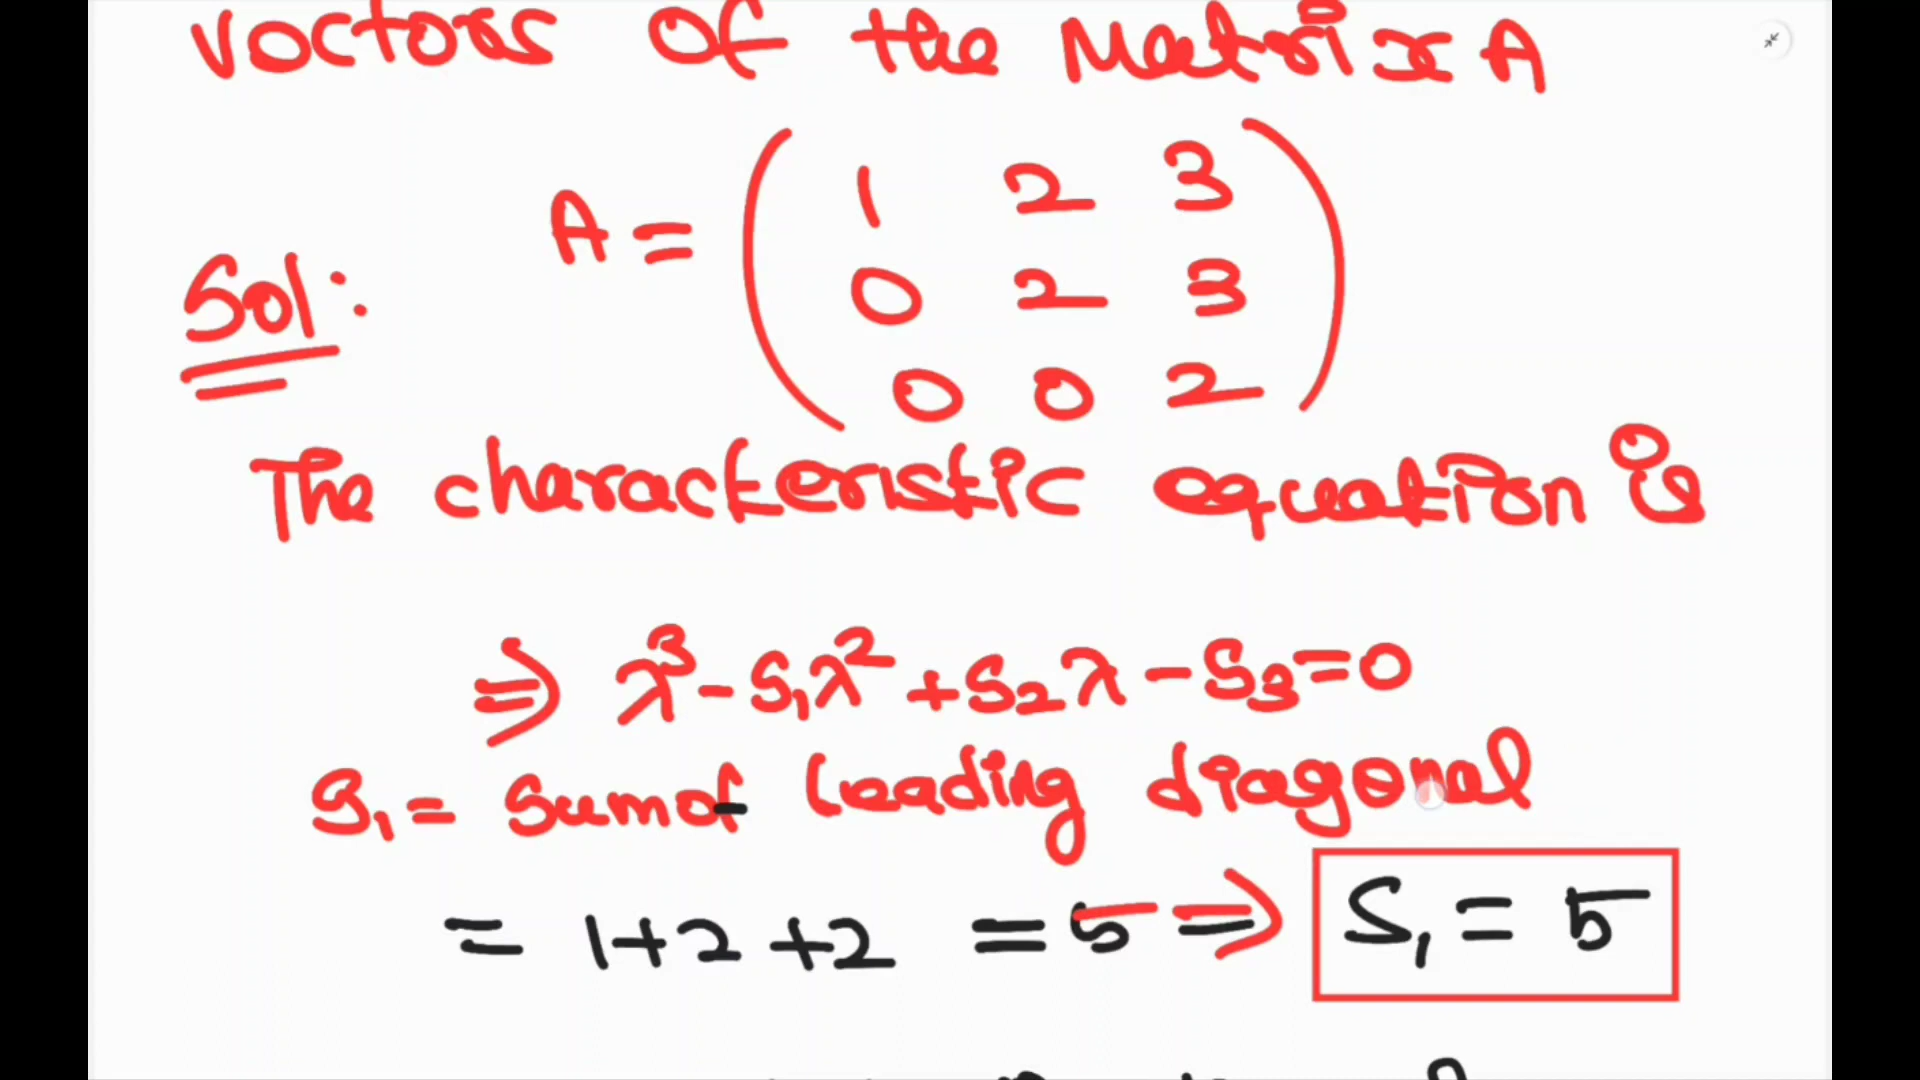 vectors of the Matrix A
A = ( 1 2 3
0 2 3
0 0 2 )
Sol:
The characteristic equation is
⇒ λ³ - S₁λ² + S₂λ - S₃ = 0
S₁ = Sum of leading diagonal
= 1+2+2 = 5 ⇒ S₁ = 5